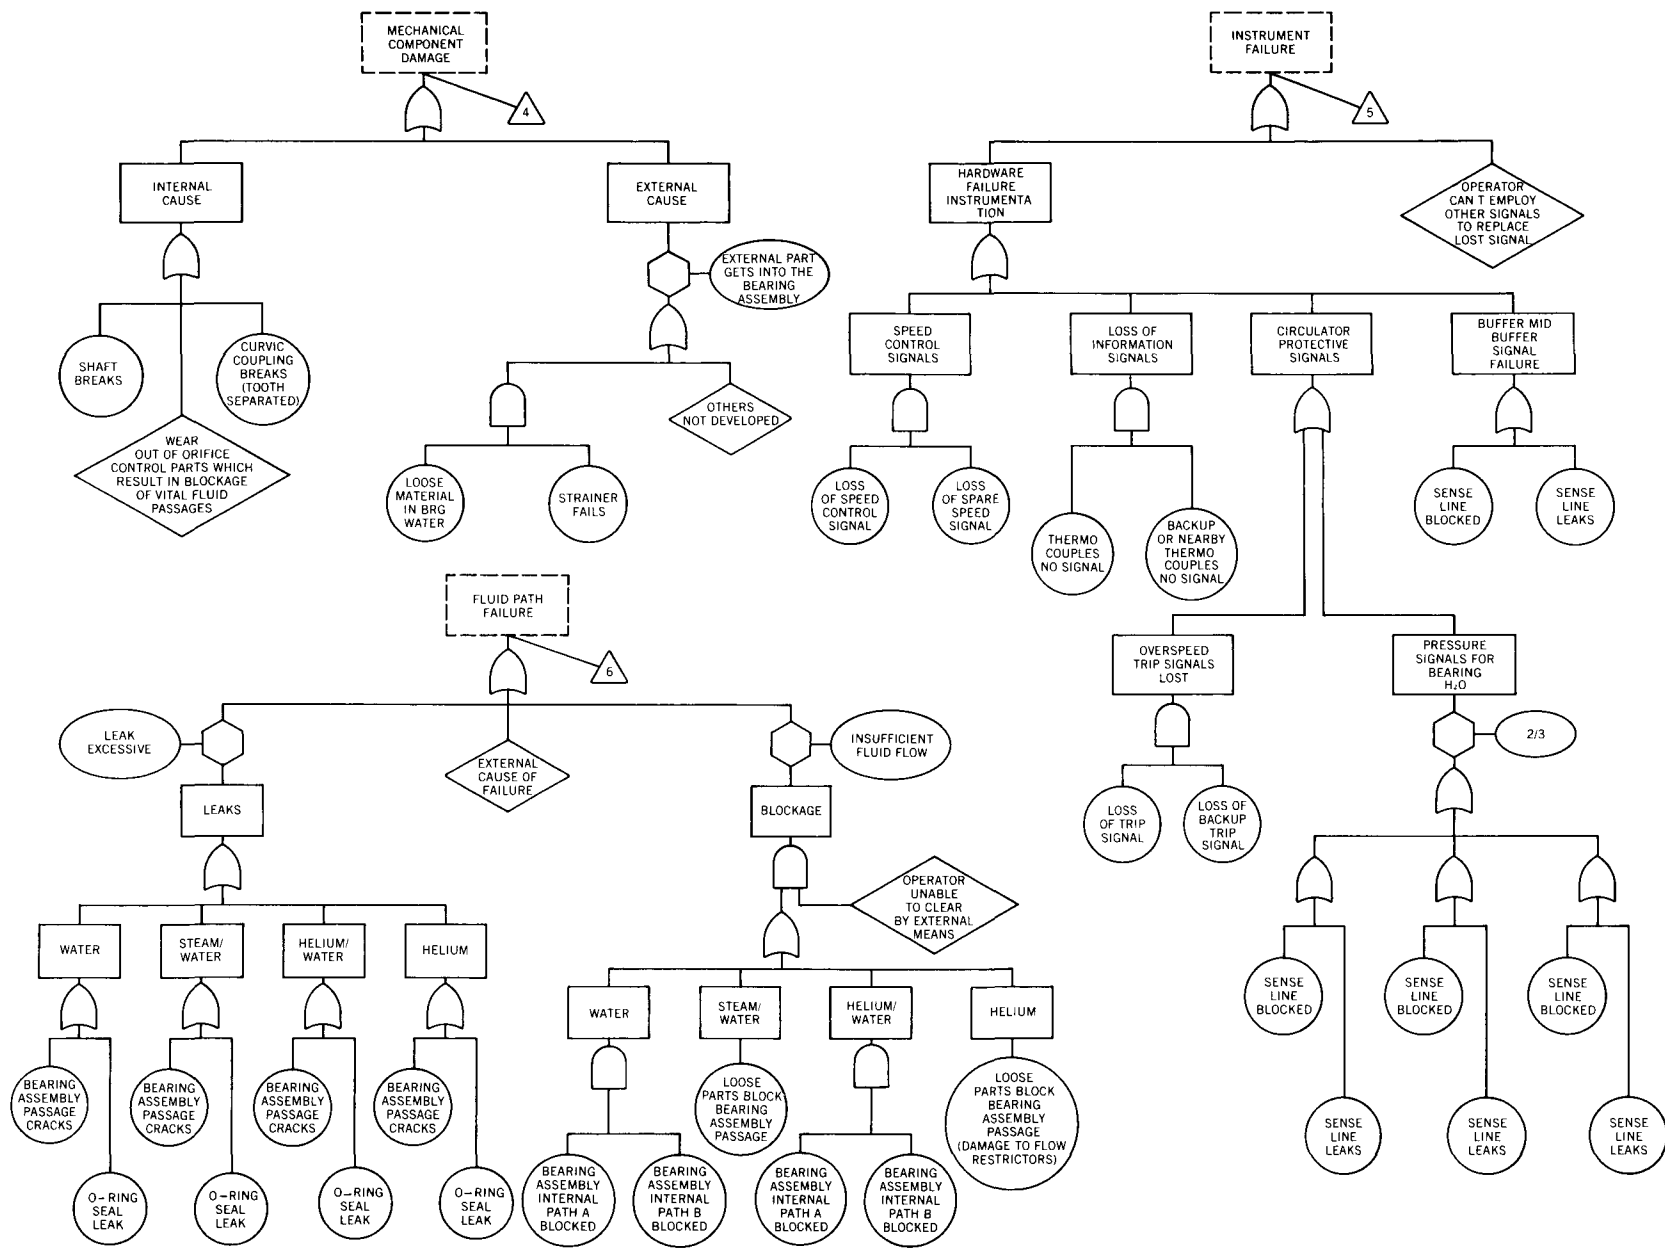 MECHANICAL
COMPONENT
DAMAGE
4
INTERNAL
CAUSE
EXTERNAL
CAUSE
EXTERNAL PART
GETS INTO THE
BEARING
ASSEMBLY
SHAFT
BREAKS
CURVIC
COUPLING
BREAKS
(TOOTH
SEPARATED)
WEAR
OUT OF ORIFICE
CONTROL PARTS WHICH
RESULT IN BLOCKAGE
OF VITAL FLUID
PASSAGES
OTHERS
NOT DEVELOPED
LOOSE
MATERIAL
IN BRG
WATER
STRAINER
FAILS
INSTRUMENT
FAILURE
5
HARDWARE
FAILURE
INSTRUMENTA
TION
OPERATOR
CAN T EMPLOY
OTHER SIGNALS
TO REPLACE
LOST SIGNAL
SPEED
CONTROL
SIGNALS
LOSS OF
INFORMATION
SIGNALS
CIRCULATOR
PROTECTIVE
SIGNALS
BUFFER MID
BUFFER
SIGNAL
FAILURE
LOSS
OF SPEED
CONTROL
SIGNAL
LOSS
OF SPARE
SPEED
SIGNAL
THERMO
COUPLES
NO SIGNAL
BACKUP
OR NEARBY
THERMO
COUPLES
NO SIGNAL
SENSE
LINE
BLOCKED
SENSE
LINE
LEAKS
OVERSPEED
TRIP SIGNALS
LOST
PRESSURE
SIGNALS FOR
BEARING
H₂O
2/3
LOSS
OF TRIP
SIGNAL
LOSS OF
BACKUP
TRIP
SIGNAL
SENSE
LINE
BLOCKED
SENSE
LINE
BLOCKED
SENSE
LINE
BLOCKED
SENSE
LINE
LEAKS
SENSE
LINE
LEAKS
SENSE
LINE
LEAKS
FLUID PATH
FAILURE
6
LEAK
EXCESSIVE
EXTERNAL
CAUSE OF
FAILURE
INSUFFICIENT
FLUID FLOW
LEAKS
BLOCKAGE
OPERATOR
UNABLE
TO CLEAR
BY EXTERNAL
MEANS
WATER
STEAM/
WATER
HELIUM/
WATER
HELIUM
BEARING
ASSEMBLY
PASSAGE
CRACKS
BEARING
ASSEMBLY
PASSAGE
CRACKS
BEARING
ASSEMBLY
PASSAGE
CRACKS
BEARING
ASSEMBLY
PASSAGE
CRACKS
O-RING
SEAL
LEAK
O-RING
SEAL
LEAK
O-RING
SEAL
LEAK
O-RING
SEAL
LEAK
WATER
STEAM/
WATER
HELIUM/
WATER
HELIUM
LOOSE
PARTS BLOCK
BEARING
ASSEMBLY
PASSAGE
LOOSE
PARTS BLOCK
BEARING
ASSEMBLY
PASSAGE
(DAMAGE TO FLOW
RESTRICTORS)
BEARING
ASSEMBLY
INTERNAL
PATH A
BLOCKED
BEARING
ASSEMBLY
INTERNAL
PATH B
BLOCKED
BEARING
ASSEMBLY
INTERNAL
PATH A
BLOCKED
BEARING
ASSEMBLY
INTERNAL
PATH B
BLOCKED